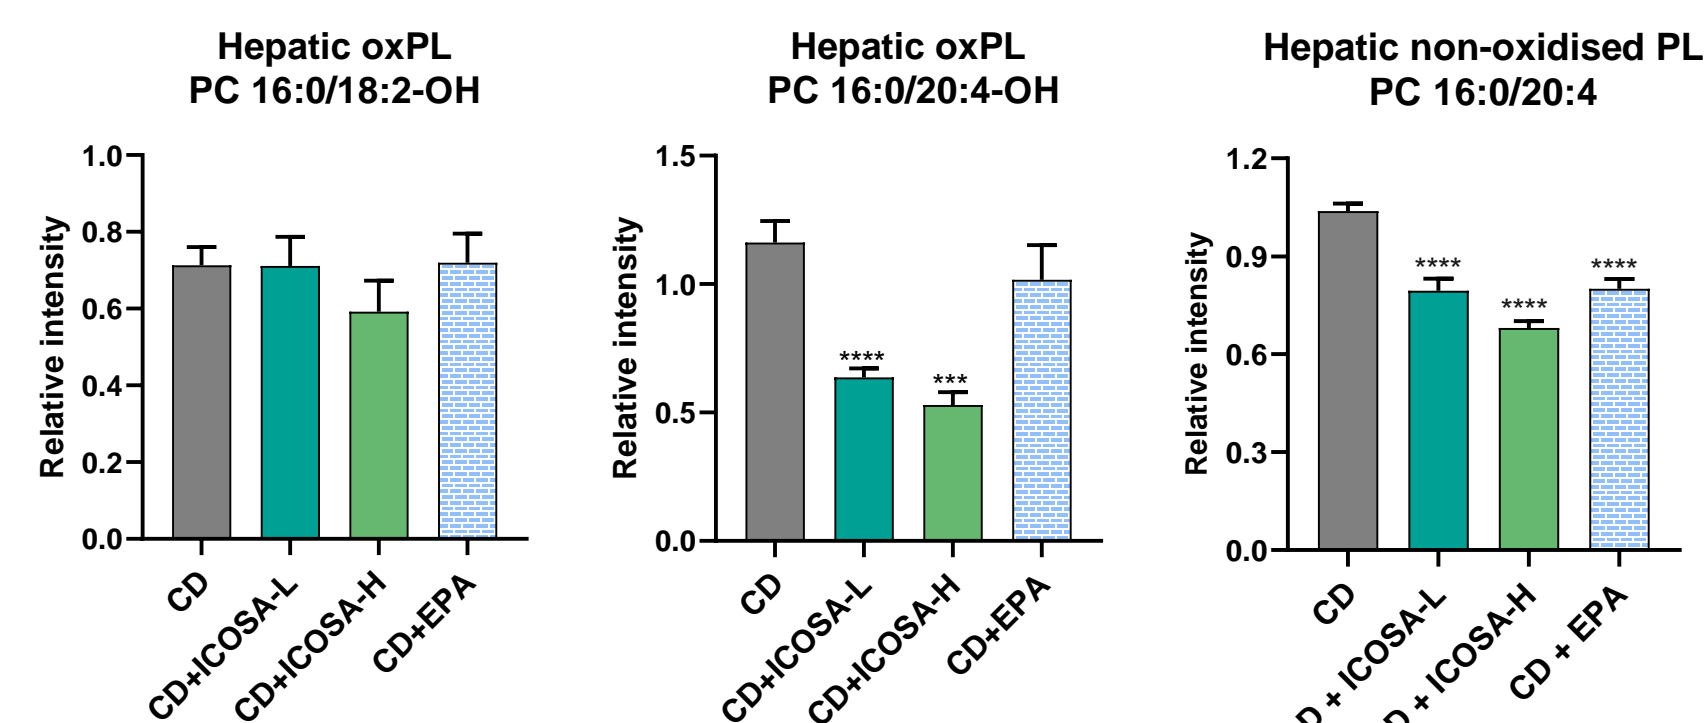 Hepatic oxPL
PC 16:0/18:2-OH
Relative intensity
1.0
0.8
0.6
0.4
0.2
0.0
CD
CD+ICOSA-L
CD+ICOSA-H
CD+EPA
Hepatic oxPL
PC 16:0/20:4-OH
Relative intensity
1.5
1.0
0.5
0.0
****
***
CD
CD+ICOSA-L
CD+ICOSA-H
CD+EPA
Hepatic non-oxidised PL
PC 16:0/20:4
Relative intensity
1.2
0.9
0.6
0.3
0.0
****
****
****
CD
D + ICOSA-L
D + ICOSA-H
CD + EPA